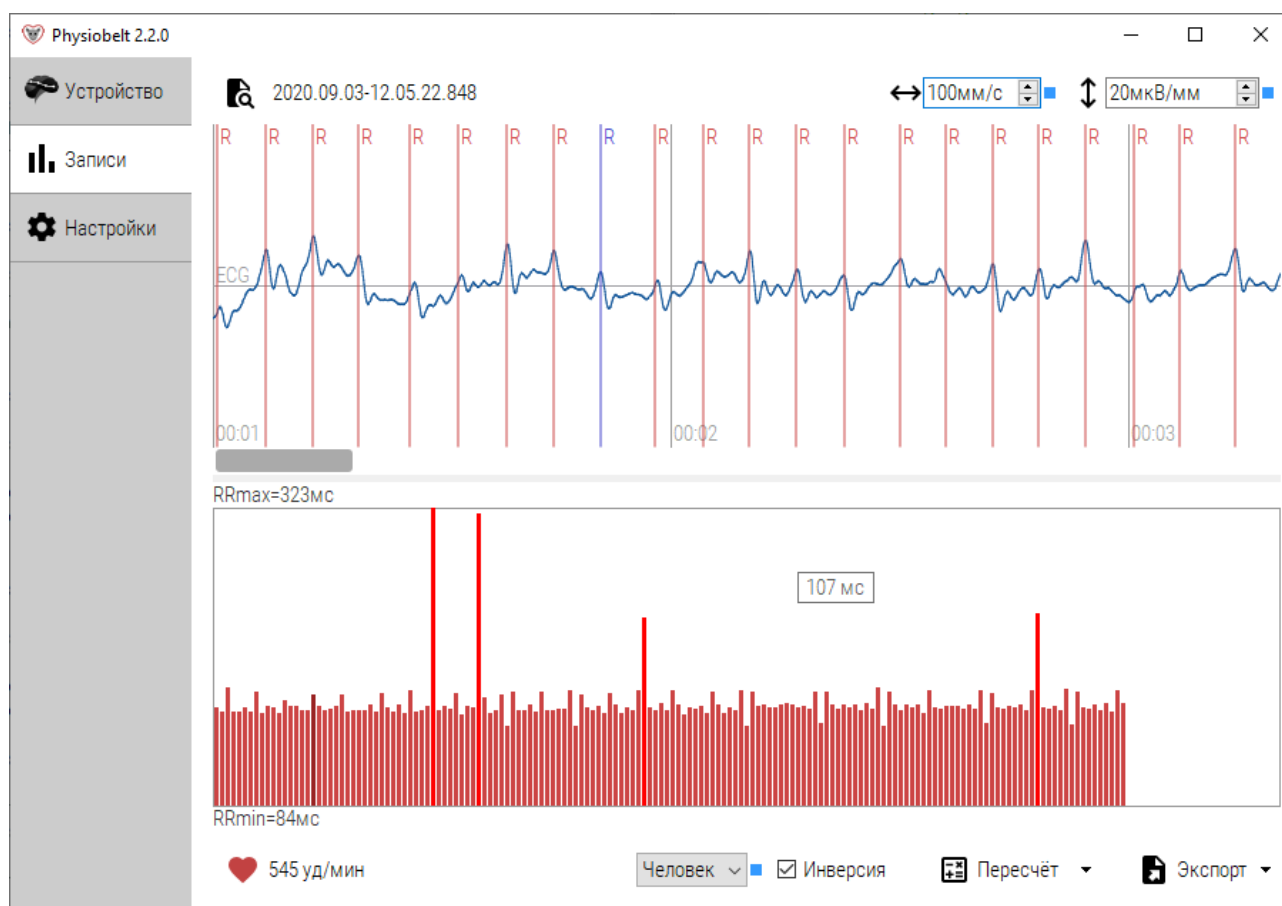 Physiobelt 2.2.0
Устройство
Записи
Настройки
2020.09.03-12.05.22.848
100мм/с
20мкВ/мм
R R R R R R R R R R R R R R R R R R R R R R
ECG
00:01 00:02 00:03
RRmax=323мс
107 мс
RRmin=84мс
545 уд/мин
Человек
Инверсия
Пересчёт
Экспорт